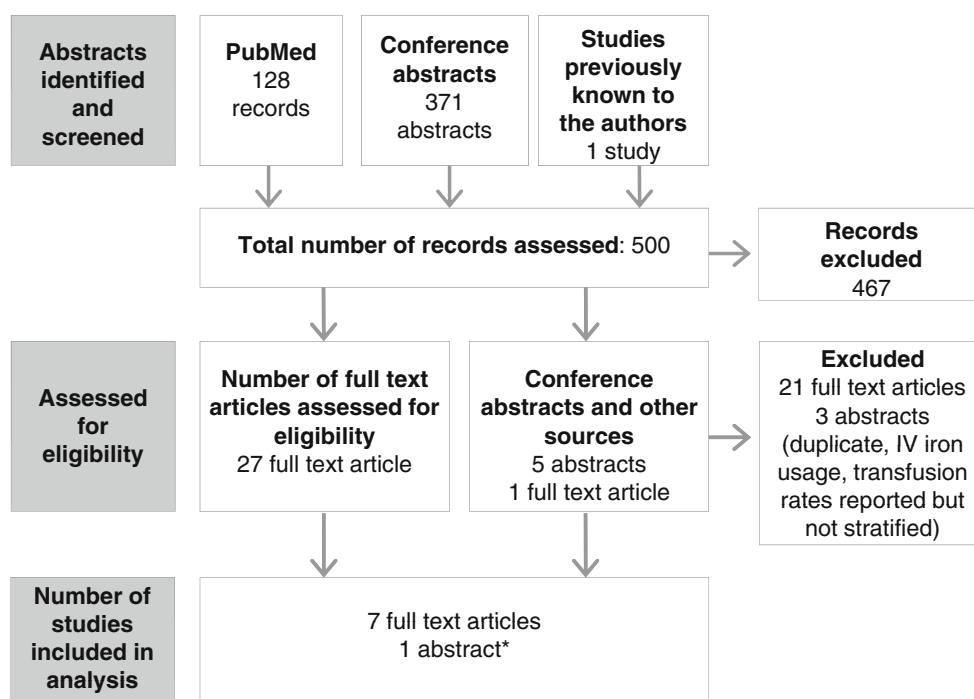 Abstracts
identified
and
screened
PubMed
128
records
Conference
abstracts
371
abstracts
Studies
previously
known to
the authors
1 study
Total number of records assessed: 500
Records
excluded
467
Assessed
for
eligibility
Number of full text
articles assessed for
eligibility
27 full text article
Conference
abstracts and other
sources
5 abstracts
1 full text article
Excluded
21 full text articles
3 abstracts
(duplicate, IV iron
usage, transfusion
rates reported but
not stratified)
Number of
studies
included in
analysis
7 full text articles
1 abstract*